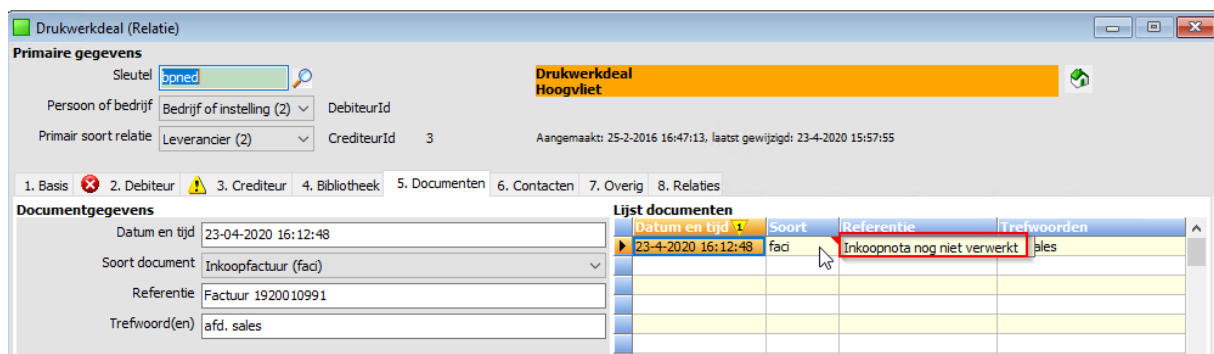 Drukwerkdeal (Relatie)
Primaire gegevens
Sleutel bpned
Drukwerkdeal
Hoogvliet
Persoon of bedrijf Bedrijf of instelling (2) DebiteurId
Primair soort relatie Leverancier (2) CrediteurId 3 Aangemaakt: 25-2-2016 16:47:13, laatst gewijzigd: 23-4-2020 15:57:55
1. Basis 2. Debiteur 3. Crediteur 4. Bibliotheek 5. Documenten 6. Contacten 7. Overig 8. Relaties
Documentgegevens
Datum en tijd 23-04-2020 16:12:48
Soort document Inkoopfactuur (faci)
Referentie Factuur 1920010991
Trefwoord(en) afd. sales
Lijst documenten
Datum en tijd 1 Soort Referentie Trefwoorden
23-4-2020 16:12:48 faci Inkoopnota nog niet verwerkt ales